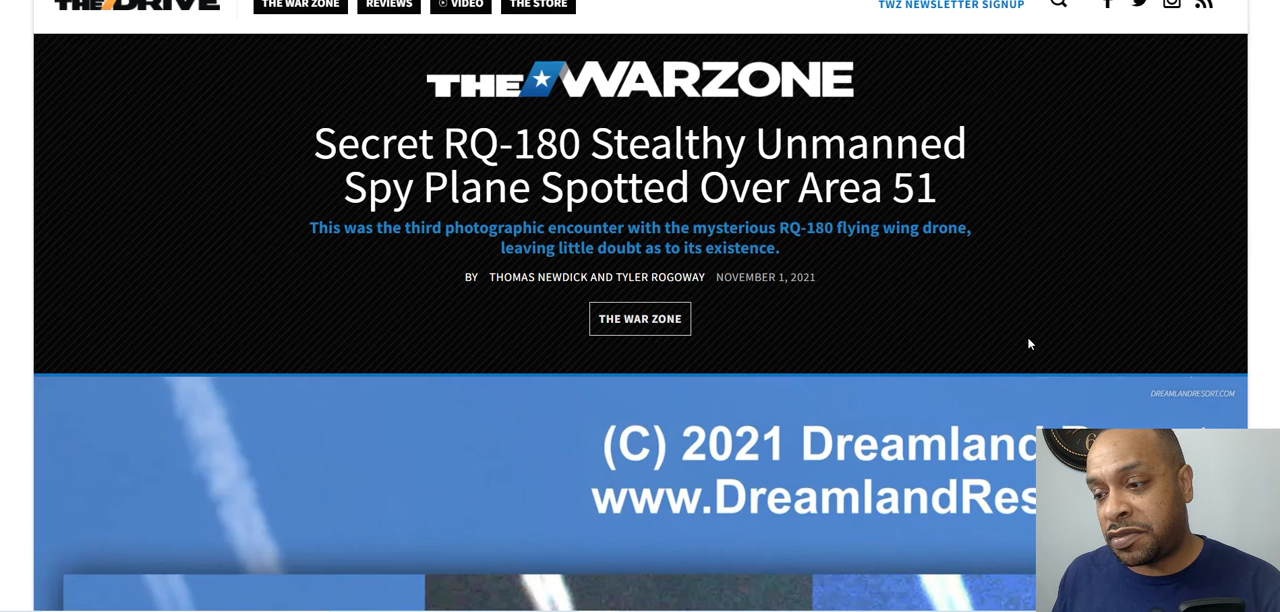 THE DRIVE
THE WAR ZONE
REVIEWS
VIDEO
THE STORE
TWZ NEWSLETTER SIGNUP
THE WARZONE
Secret RQ-180 Stealthy Unmanned
Spy Plane Spotted Over Area 51
This was the third photographic encounter with the mysterious RQ-180 flying wing drone,
leaving little doubt as to its existence.
BY THOMAS NEWDICK AND TYLER ROGOWAY NOVEMBER 1, 2021
THE WAR ZONE
DREAMLANDRESORT.COM
(C) 2021 Dreamland
www.DreamlandRes